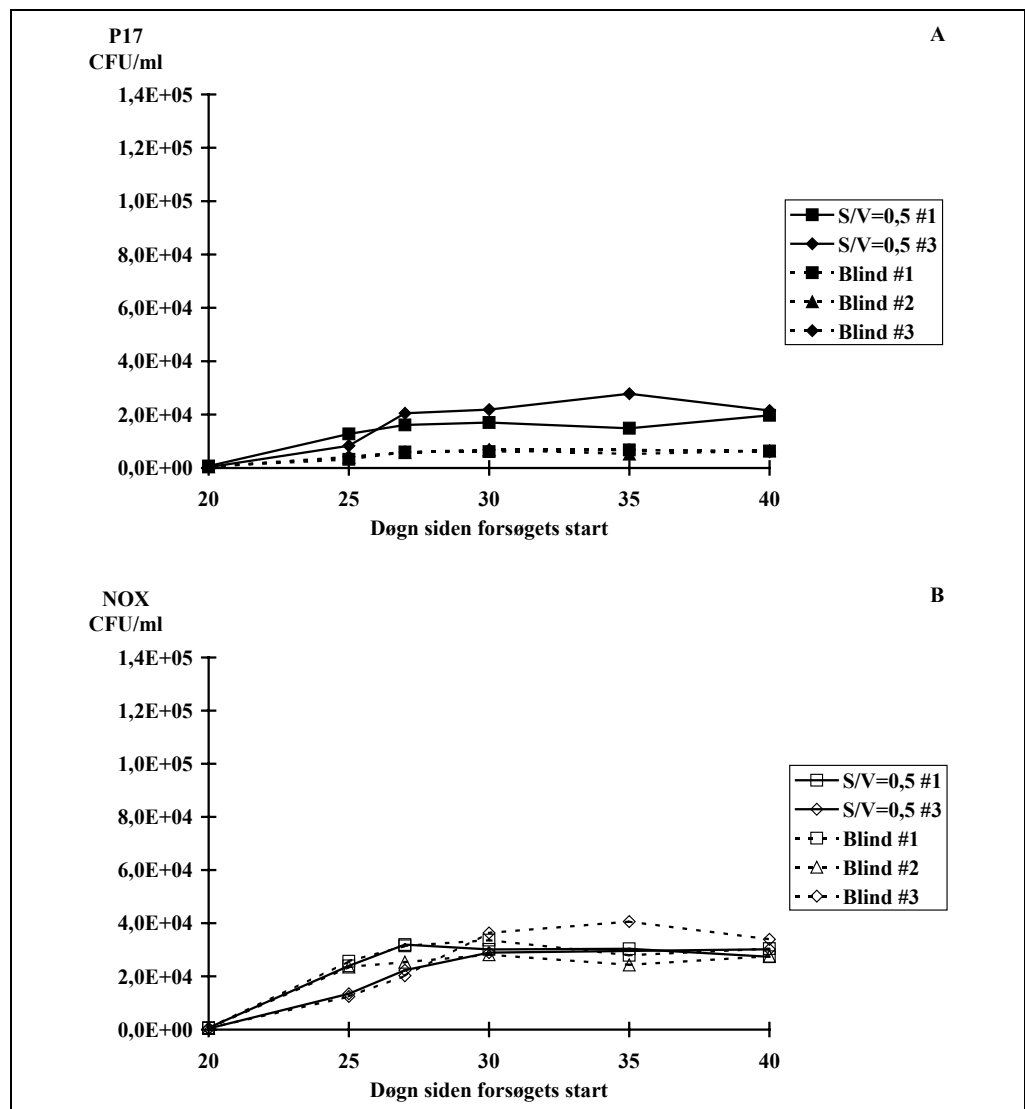 P17
A
CFU/ml
1,4E+05
1,2E+05
1,0E+05
8,0E+04
6,0E+04
4,0E+04
2,0E+04
0,0E+00
20
25
30
35
40
Døgn siden forsøgets start
S/V=0,5 #1
S/V=0,5 #3
Blind #1
Blind #2
Blind #3
NOX
B
CFU/ml
1,4E+05
1,2E+05
1,0E+05
8,0E+04
6,0E+04
4,0E+04
2,0E+04
0,0E+00
20
25
30
35
40
Døgn siden forsøgets start
S/V=0,5 #1
S/V=0,5 #3
Blind #1
Blind #2
Blind #3